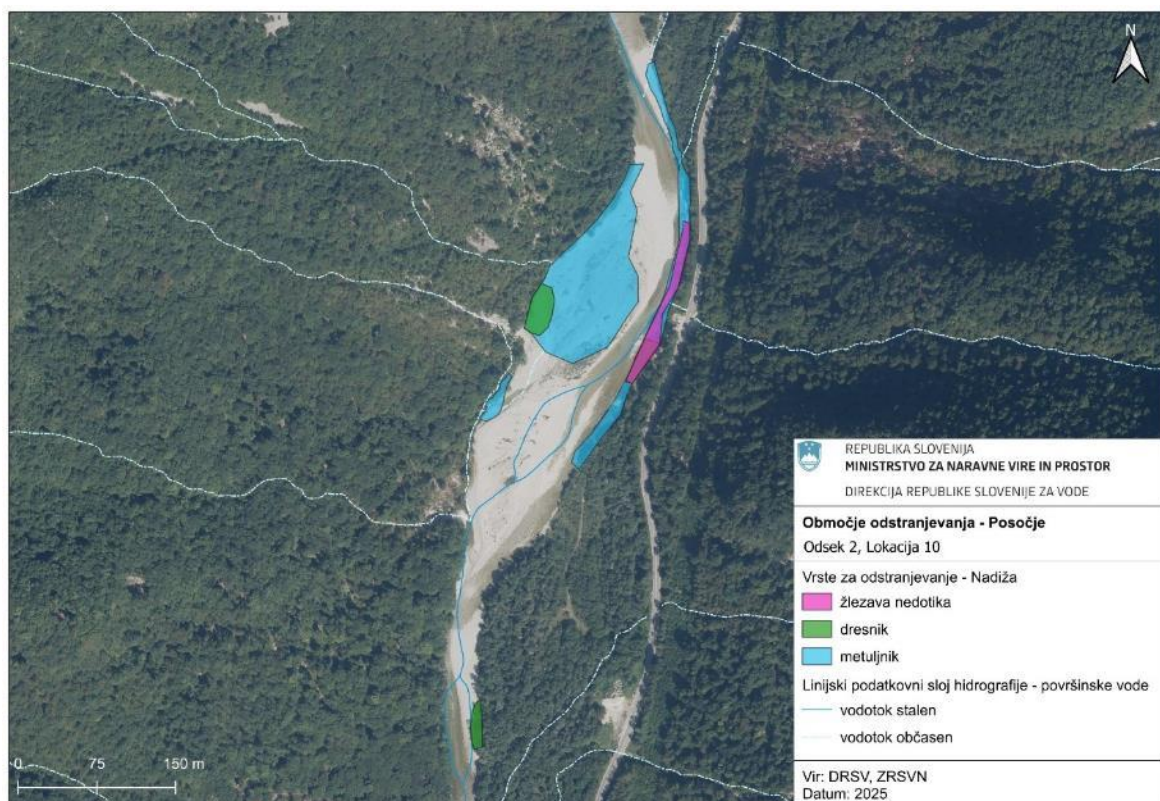 N
REPUBLIKA SLOVENIJA
MINISTRSTVO ZA NARAVNE VIRE IN PROSTOR
DIREKCIJA REPUBLIKE SLOVENIJE ZA VODE
Območje odstranjevanja - Posočje
Odsek 2, Lokacija 10
Vrste za odstranjevanje - Nadiža
žlezava nedotika
dresnik
metuljnik
Linijski podatkovni sloj hidrografije - površinske vode
vodotok stalen
vodotok občasen
0 75 150 m
Vir: DRSV, ZRSVN
Datum: 2025